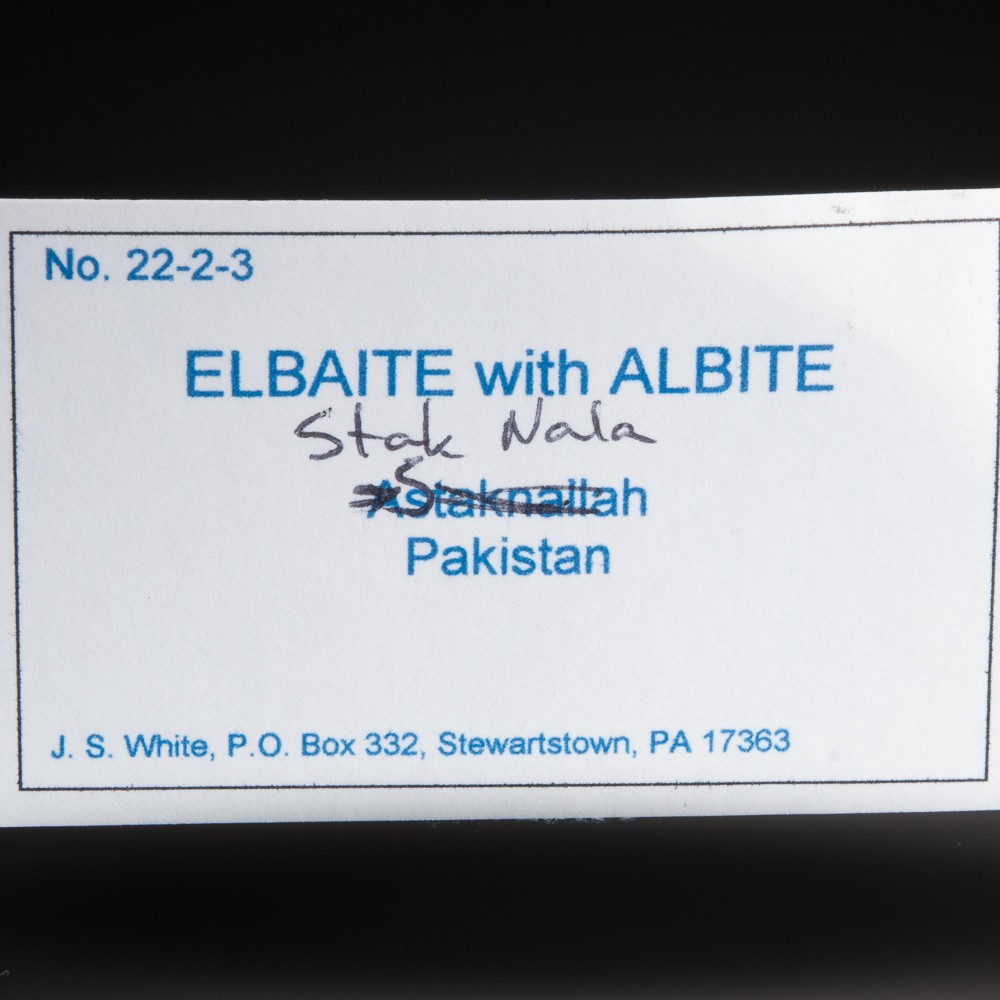 No. 22-2-3
ELBAITE with ALBITE
Stak Nala
Astaknallah
Pakistan
J. S. White, P.O. Box 332, Stewartstown, PA 17363